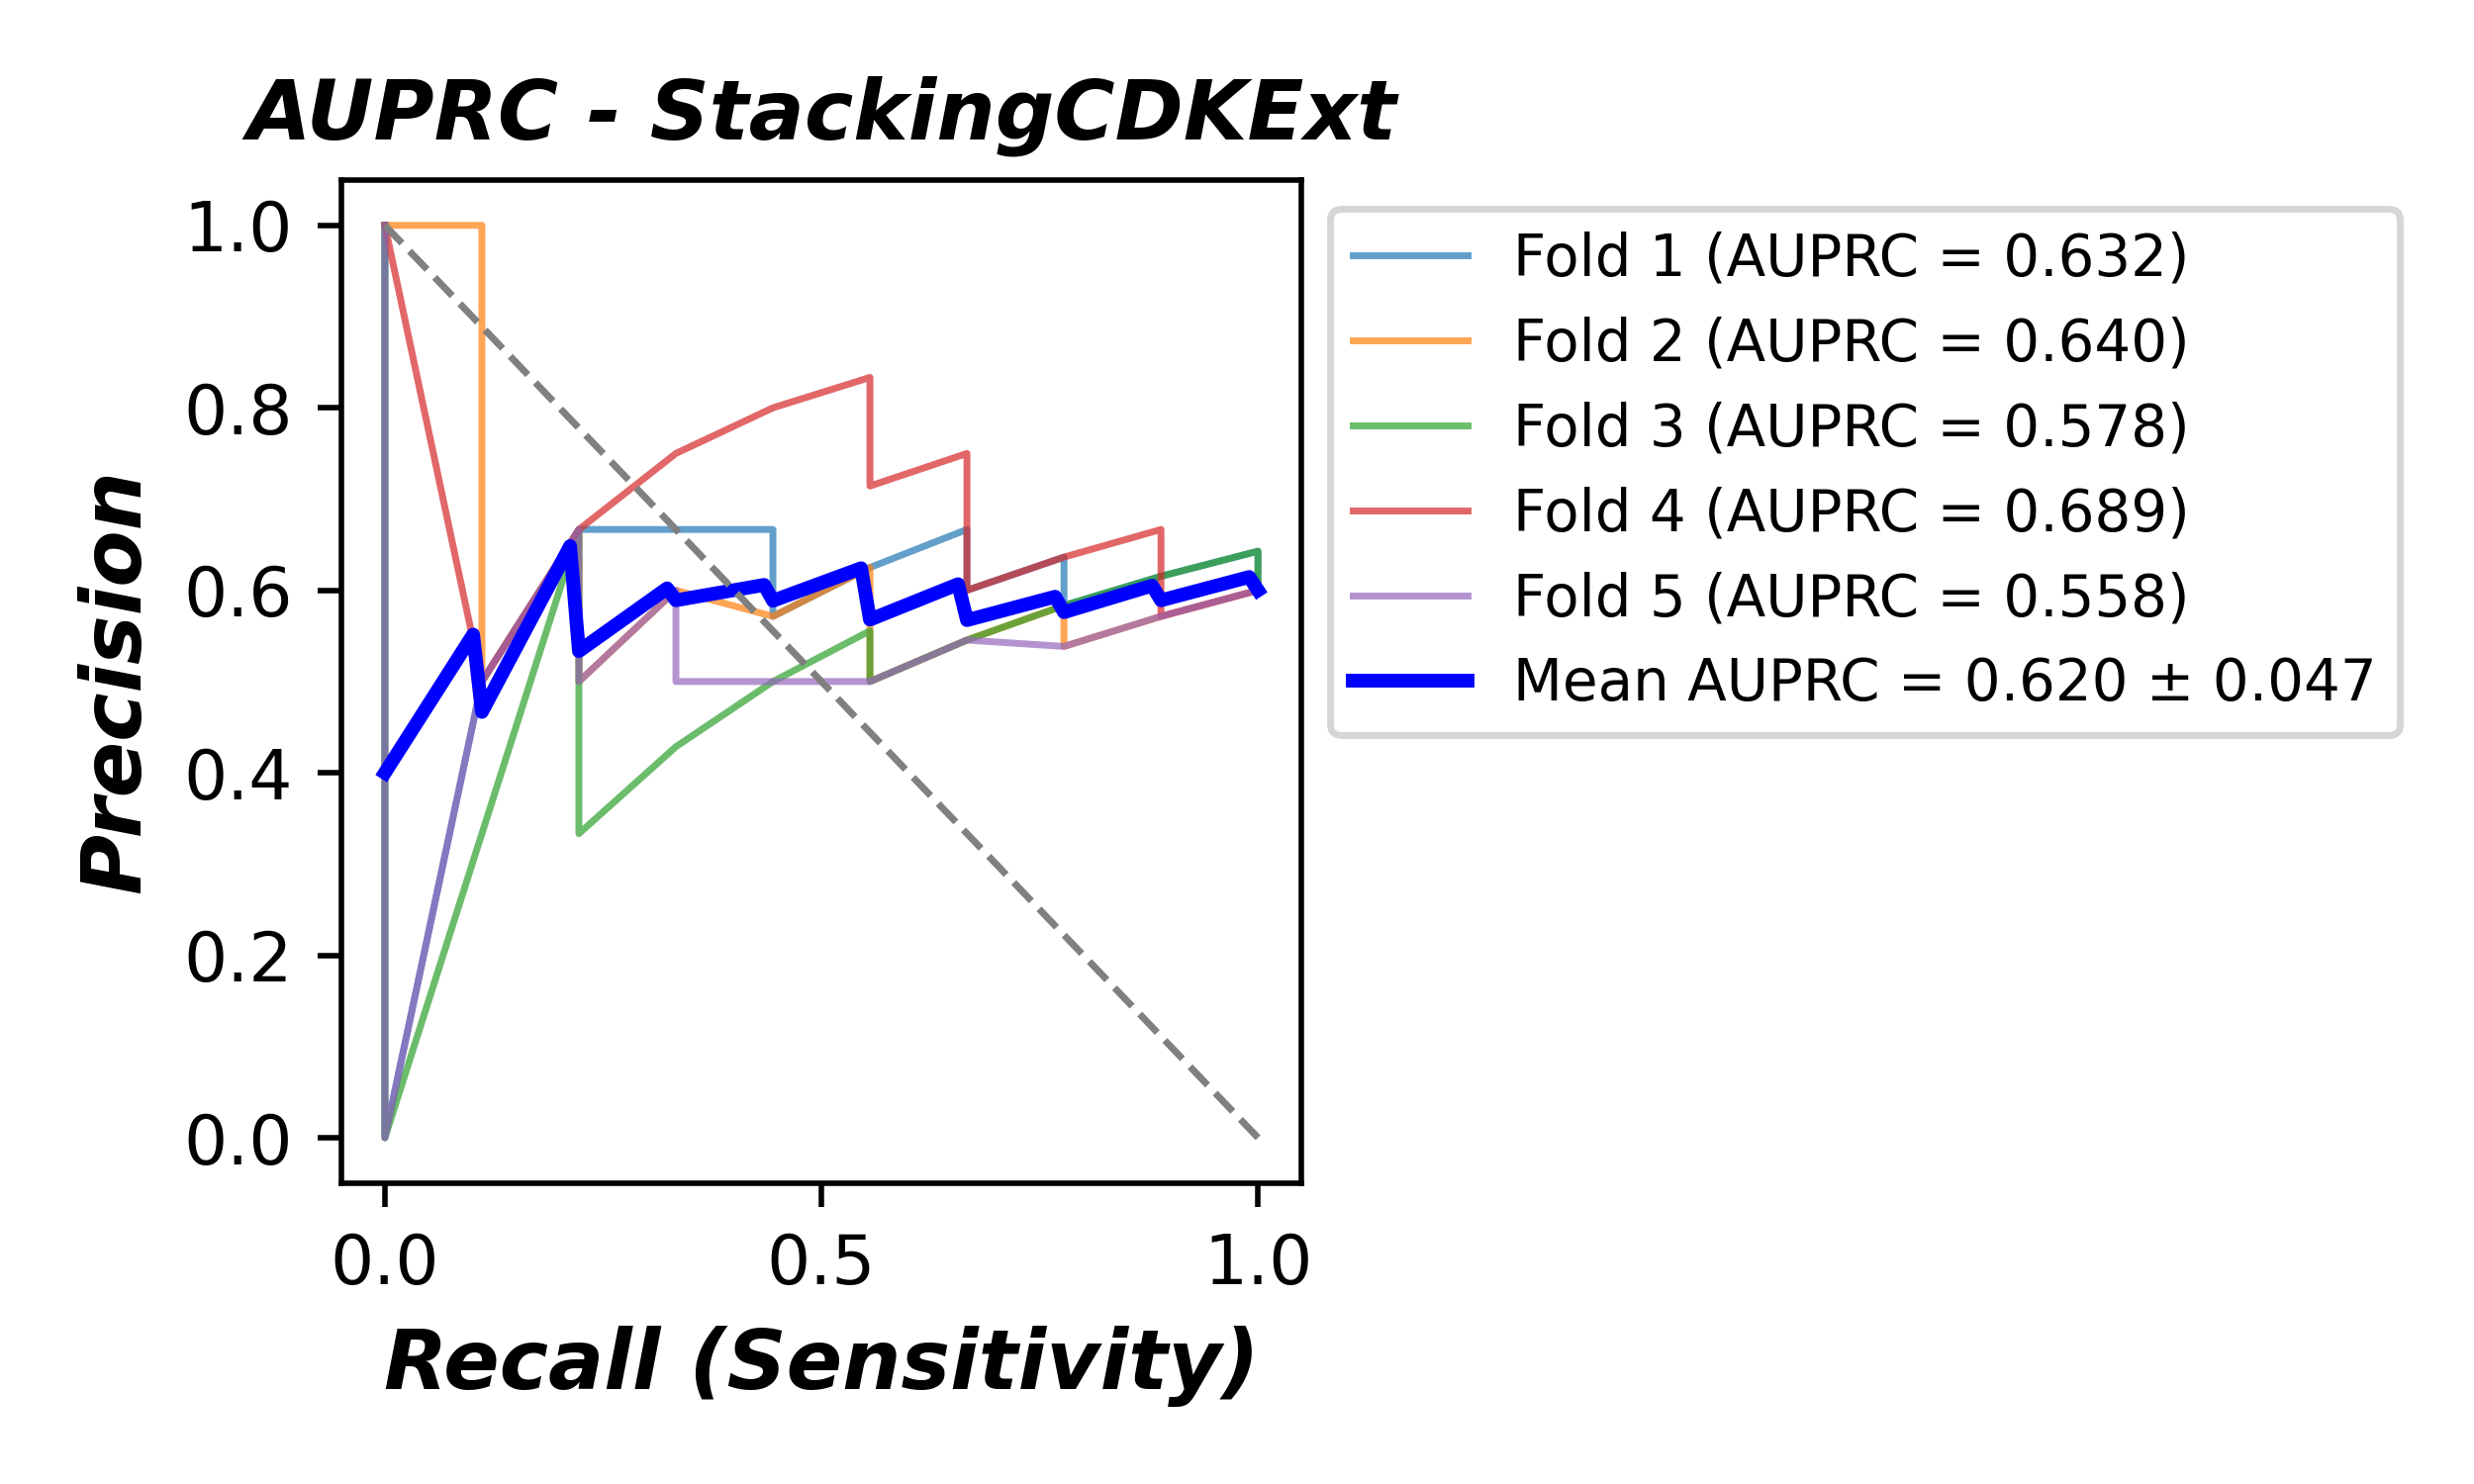 AUPRC - StackingCDKExt
Precision
1.0
0.8
0.6
0.4
0.2
0.0
0.0 0.5 1.0
Recall (Sensitivity)
Fold 1 (AUPRC = 0.632)
Fold 2 (AUPRC = 0.640)
Fold 3 (AUPRC = 0.578)
Fold 4 (AUPRC = 0.689)
Fold 5 (AUPRC = 0.558)
Mean AUPRC = 0.620 ± 0.047